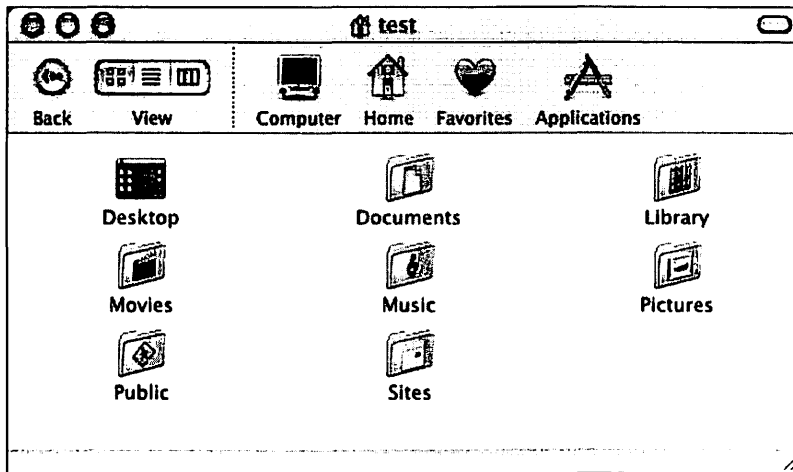 test
Back View Computer Home Favorites Applications
Desktop Documents Library
Movies Music Pictures
Public Sites